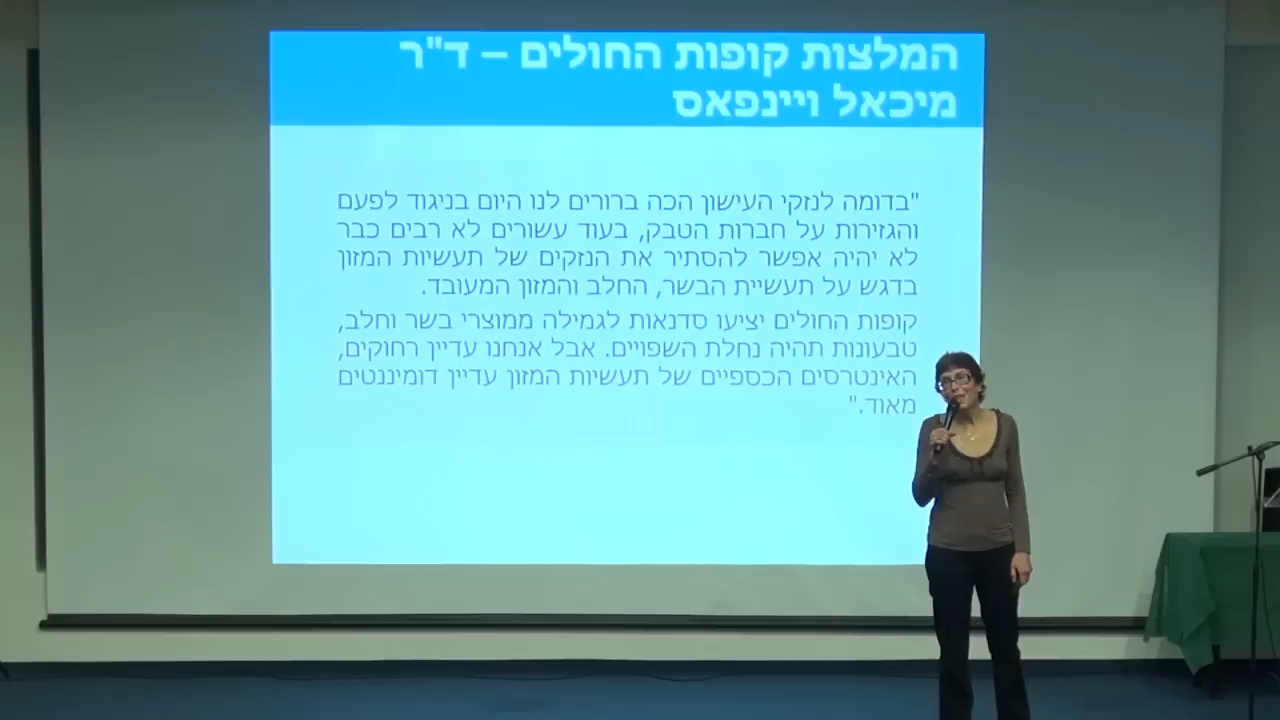 המלצות קופות החולים – ד"ר
מיכאל ויינפאס
"בדומה לנזקי העישון הכה ברורים לנו היום בניגוד לפעם
והגזירות על חברות הטבק, בעוד עשורים לא רבים כבר
לא יהיה אפשר להסתיר את הנזקים של תעשיות המזון
בדגש על תעשיית הבשר, החלב והמזון המעובד.
קופות החולים יציעו סדנאות לגמילה ממוצרי בשר וחלב,
טבעונות תהיה נחלת השפויים. אבל אנחנו עדיין רחוקים,
האינטרסים הכספיים של תעשיות המזון עדיין דומיננטים
מאוד."